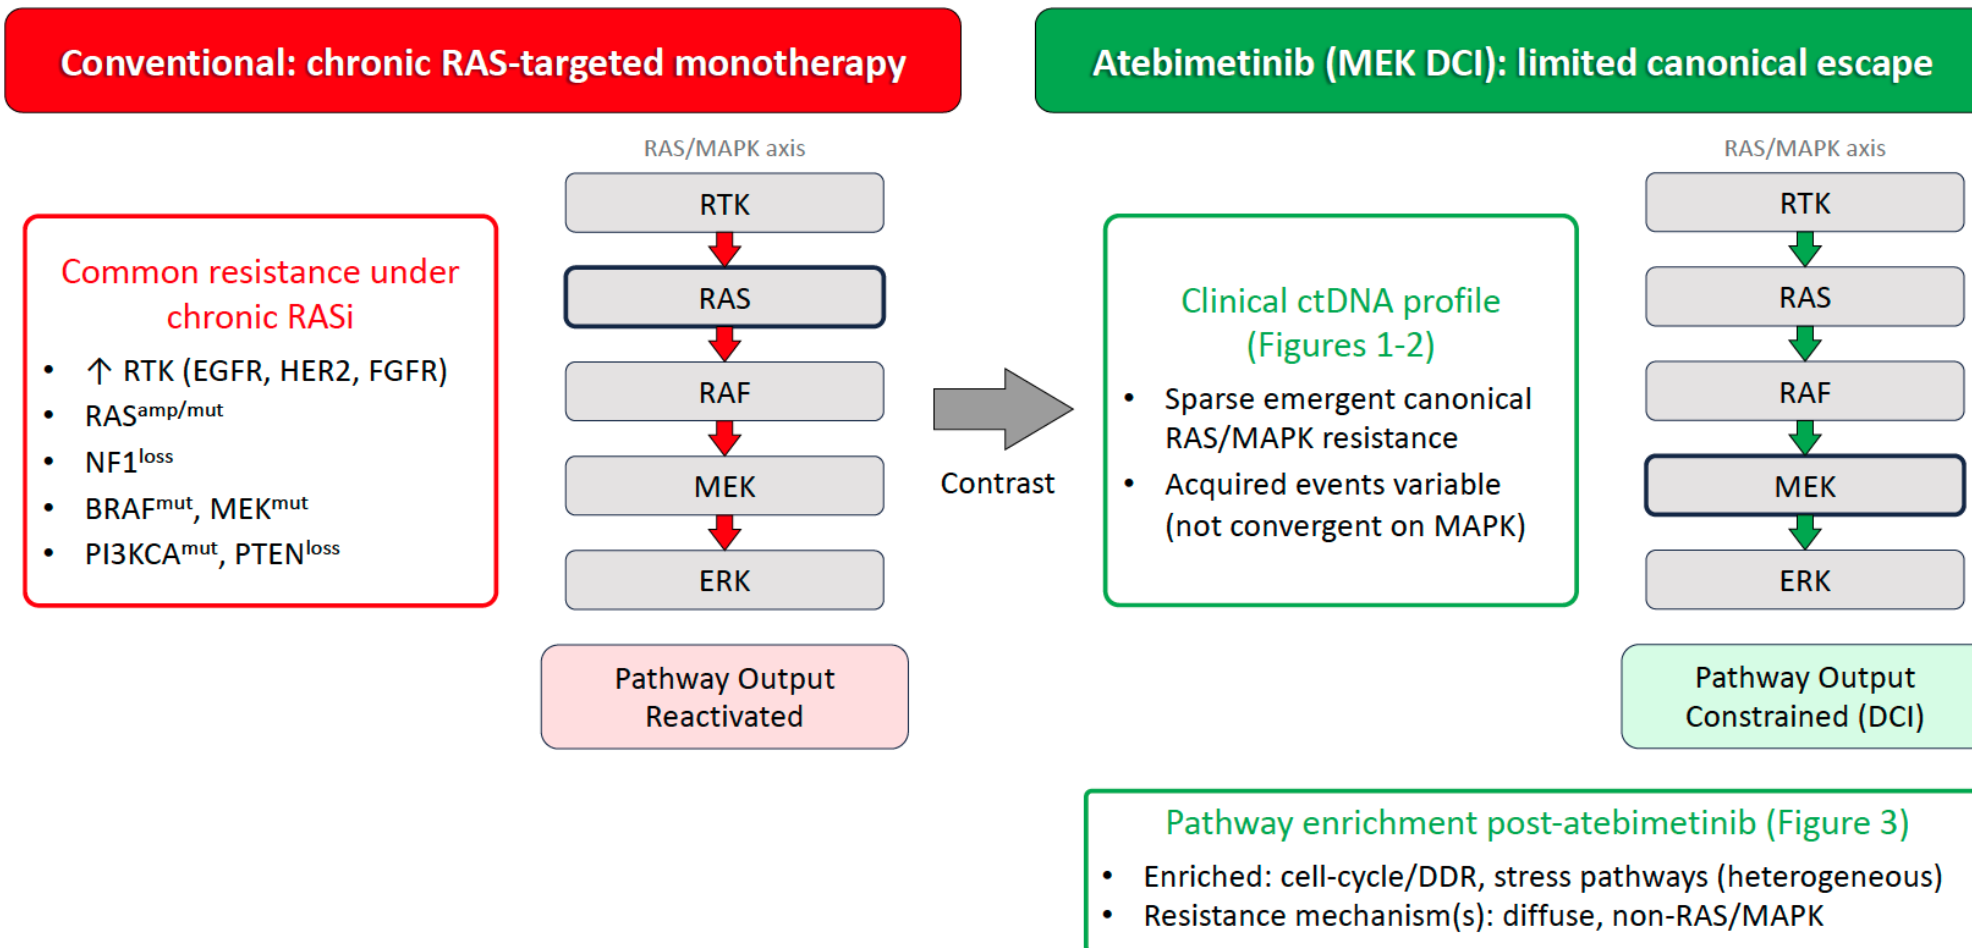 Conventional: chronic RAS-targeted monotherapy
RAS/MAPK axis
Common resistance under
chronic RASi
• ↑ RTK (EGFR, HER2, FGFR)
• RASamp/mut
• NF1loss
• BRAFmut, MEKmut
• PI3KCAmut, PTENloss
RTK
RAS
RAF
MEK
ERK
Pathway Output
Reactivated
Contrast
Atebimetinib (MEK DCI): limited canonical escape
RAS/MAPK axis
Clinical ctDNA profile
(Figures 1-2)
• Sparse emergent canonical
RAS/MAPK resistance
• Acquired events variable
(not convergent on MAPK)
RTK
RAS
RAF
MEK
ERK
Pathway Output
Constrained (DCI)
Pathway enrichment post-atebimetinib (Figure 3)
• Enriched: cell-cycle/DDR, stress pathways (heterogeneous)
• Resistance mechanism(s): diffuse, non-RAS/MAPK